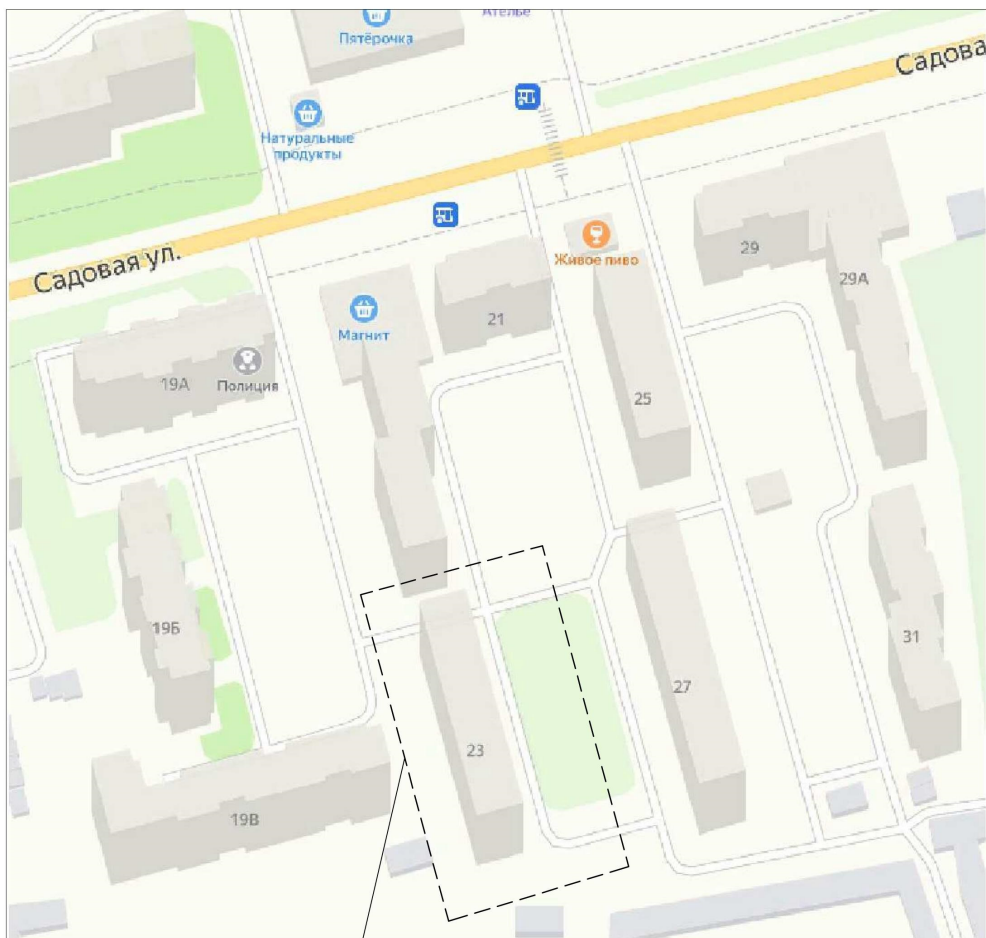 Ателье
Пятёрочка
Садова
Натуральные
продукты
Садовая ул.
Живое пиво
29
29А
21
Магнит
19А
Полиция
25
19Б
31
27
23
19В